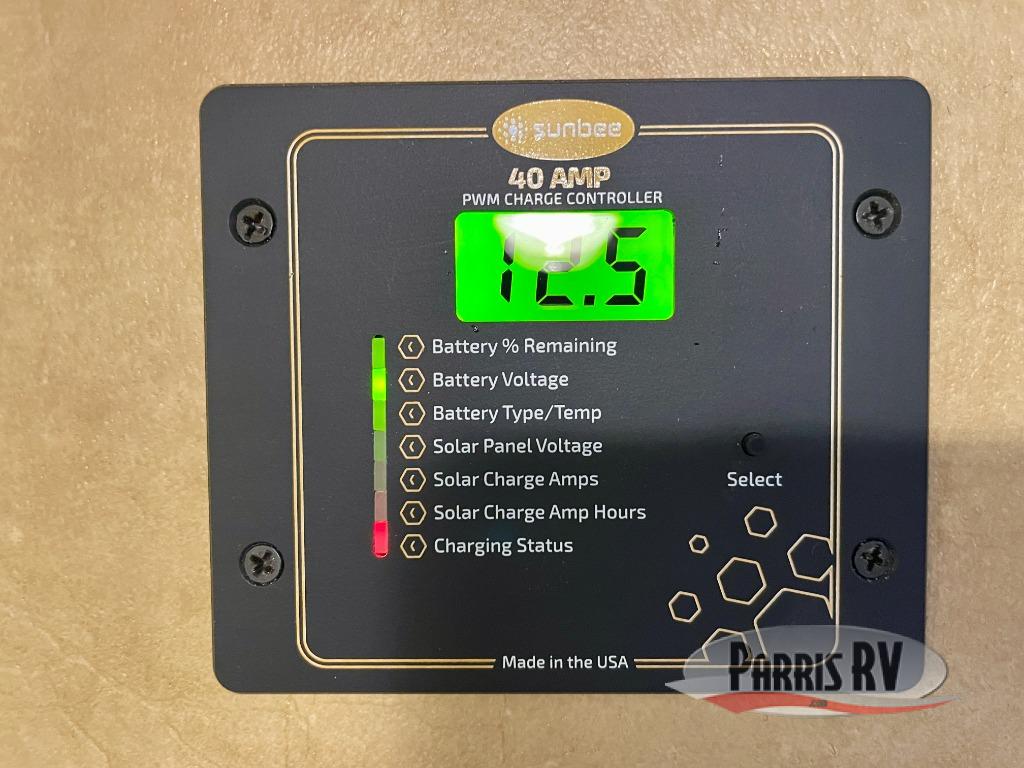 sunbee
40 AMP
PWM CHARGE CONTROLLER
12.5
Battery % Remaining
Battery Voltage
Battery Type/Temp
Solar Panel Voltage
Solar Charge Amps
Solar Charge Amp Hours
Charging Status
Select
Made in the USA
PARRIS RV
.com